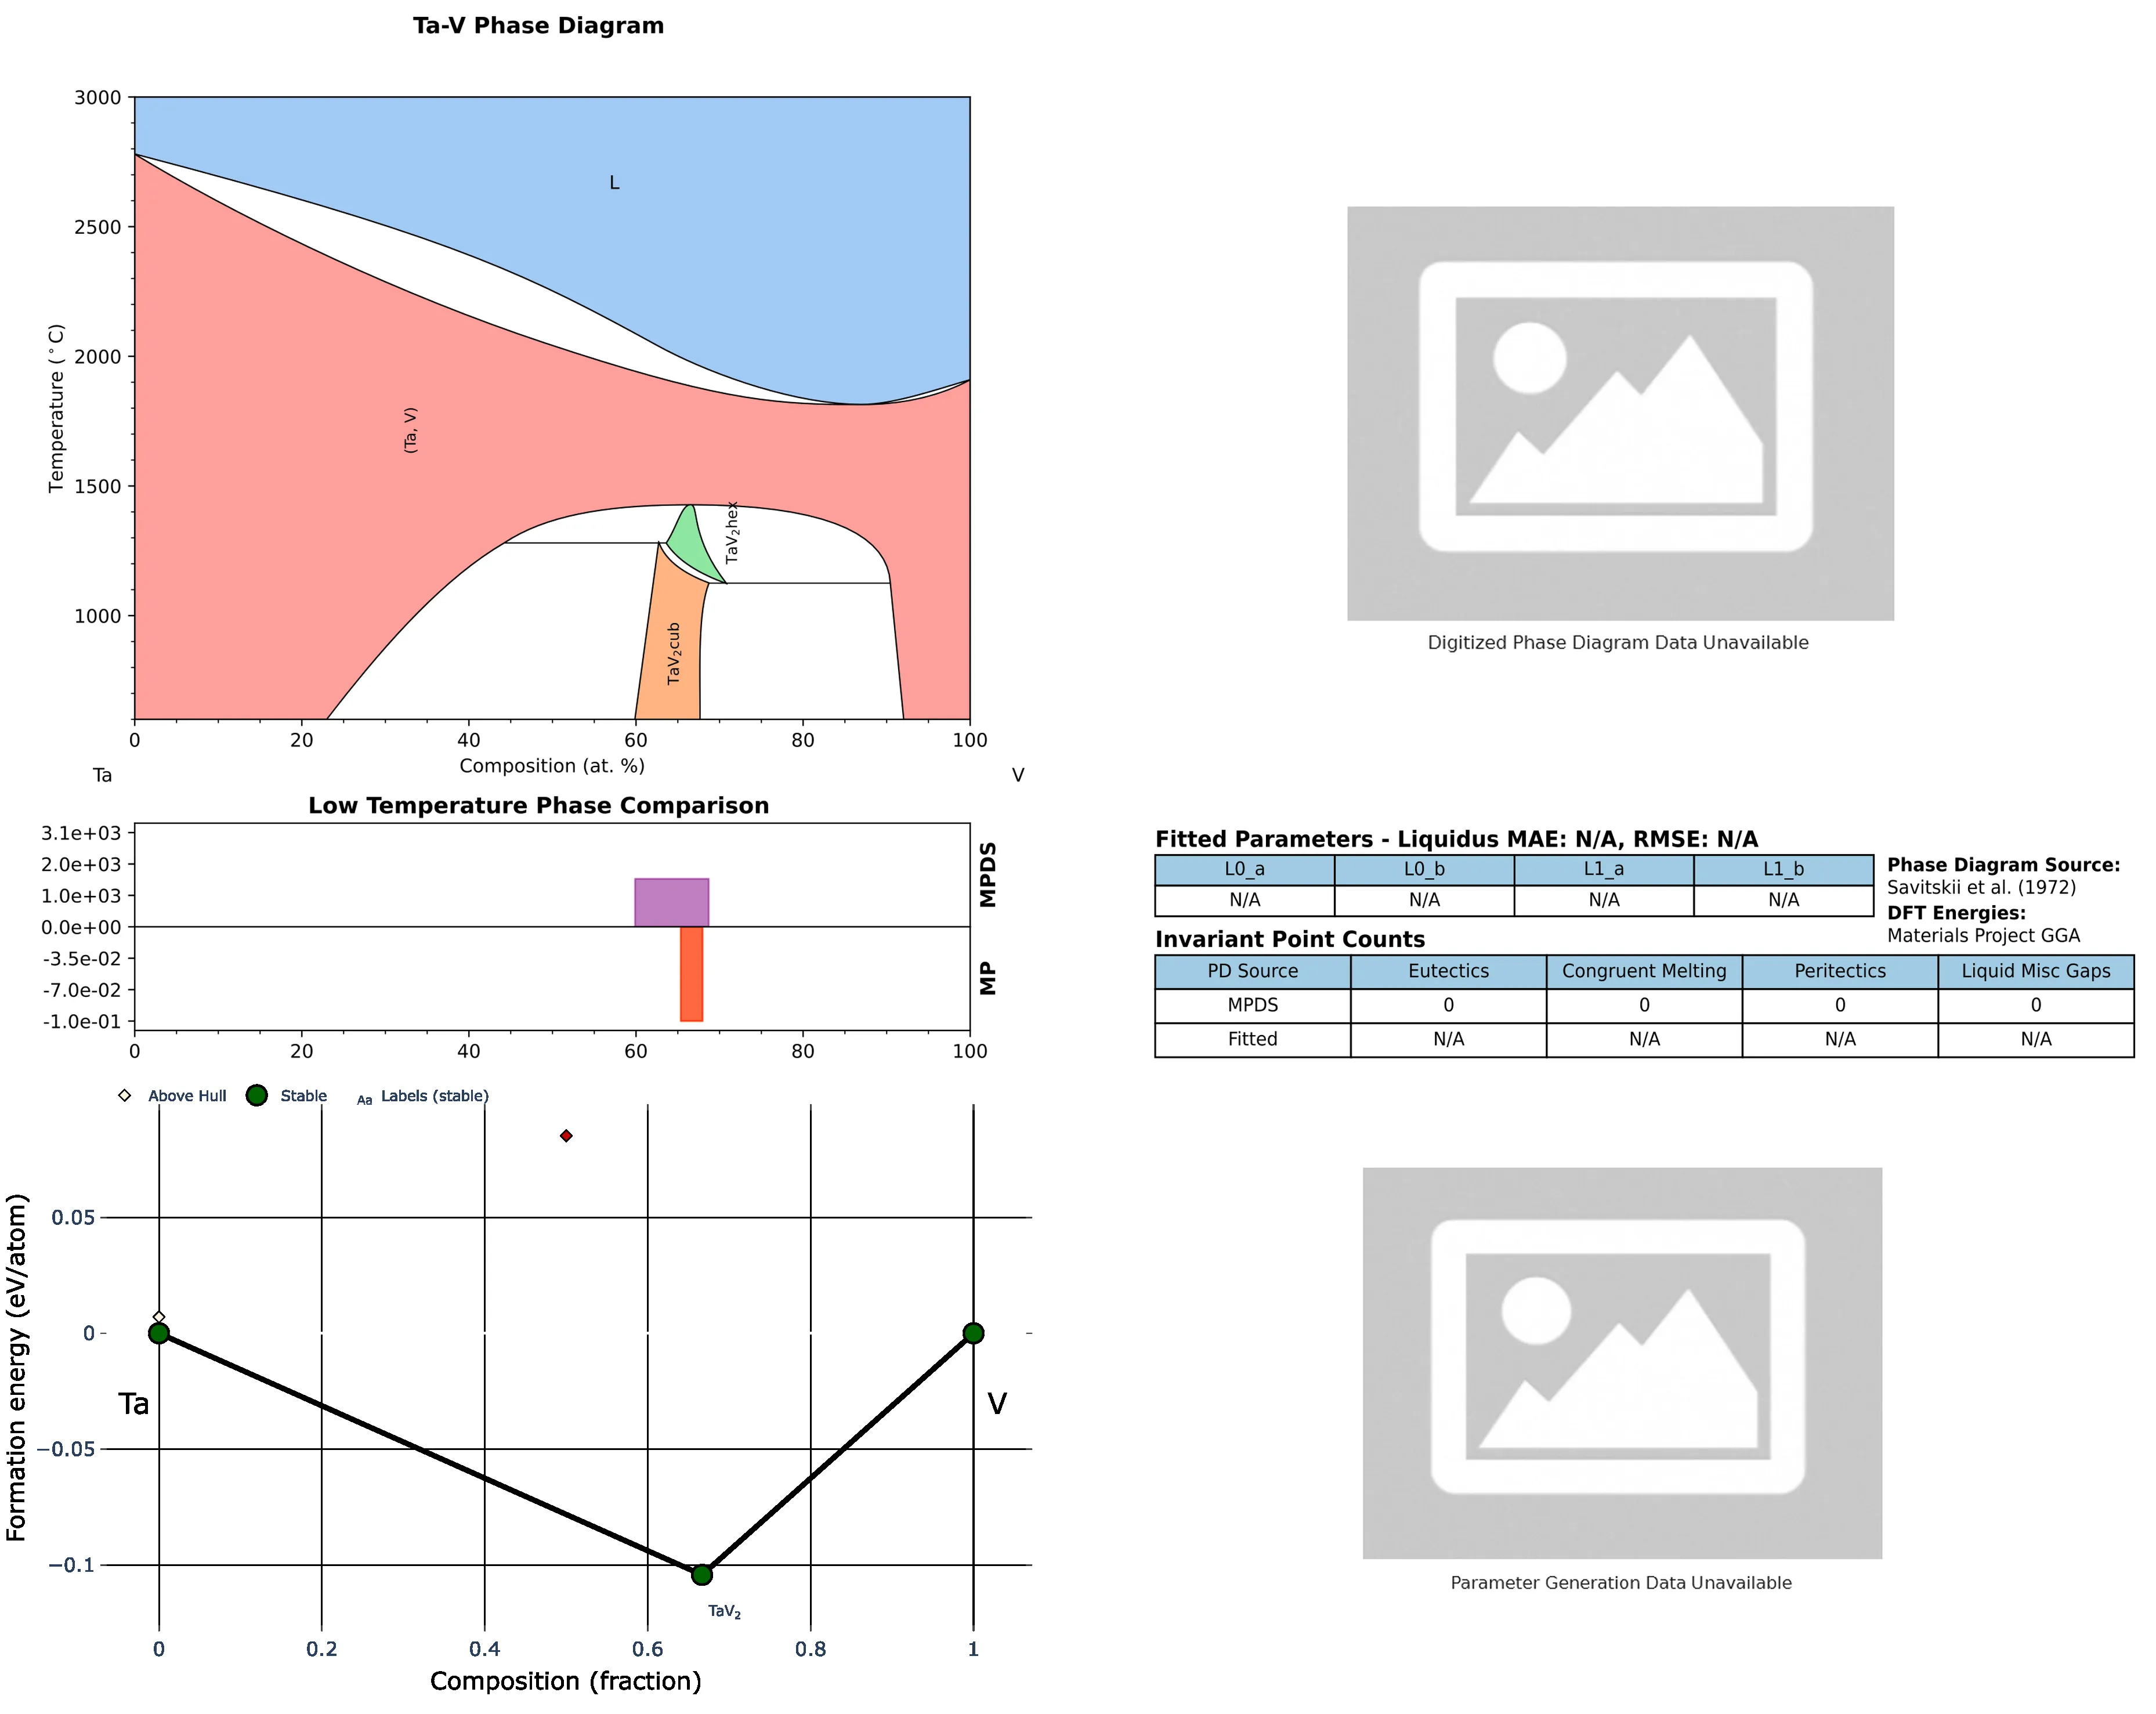 Ta-V Phase Diagram
3000
2500
2000
1500
1000
Temperature (°C)
L
(Ta, V)
TaV2hex
TaV2cub
0 20 40 60 80 100
Composition (at. %)
Ta V
Digitized Phase Diagram Data Unavailable
Low Temperature Phase Comparison
3.1e+03
2.0e+03
1.0e+03
0.0e+00
-3.5e-02
-7.0e-02
-1.0e-01
MPDS
MP
0 20 40 60 80 100
Fitted Parameters - Liquidus MAE: N/A, RMSE: N/A
L0_a L0_b L1_a L1_b
N/A N/A N/A N/A
Phase Diagram Source:
Savitskii et al. (1972)
DFT Energies:
Materials Project GGA
Invariant Point Counts
PD Source Eutectics Congruent Melting Peritectics Liquid Misc Gaps
MPDS 0 0 0 0
Fitted N/A N/A N/A N/A
Above Hull Stable Aa Labels (stable)
0.05
0
−0.05
−0.1
Formation energy (eV/atom)
Ta V
TaV2
0 0.2 0.4 0.6 0.8 1
Composition (fraction)
Parameter Generation Data Unavailable